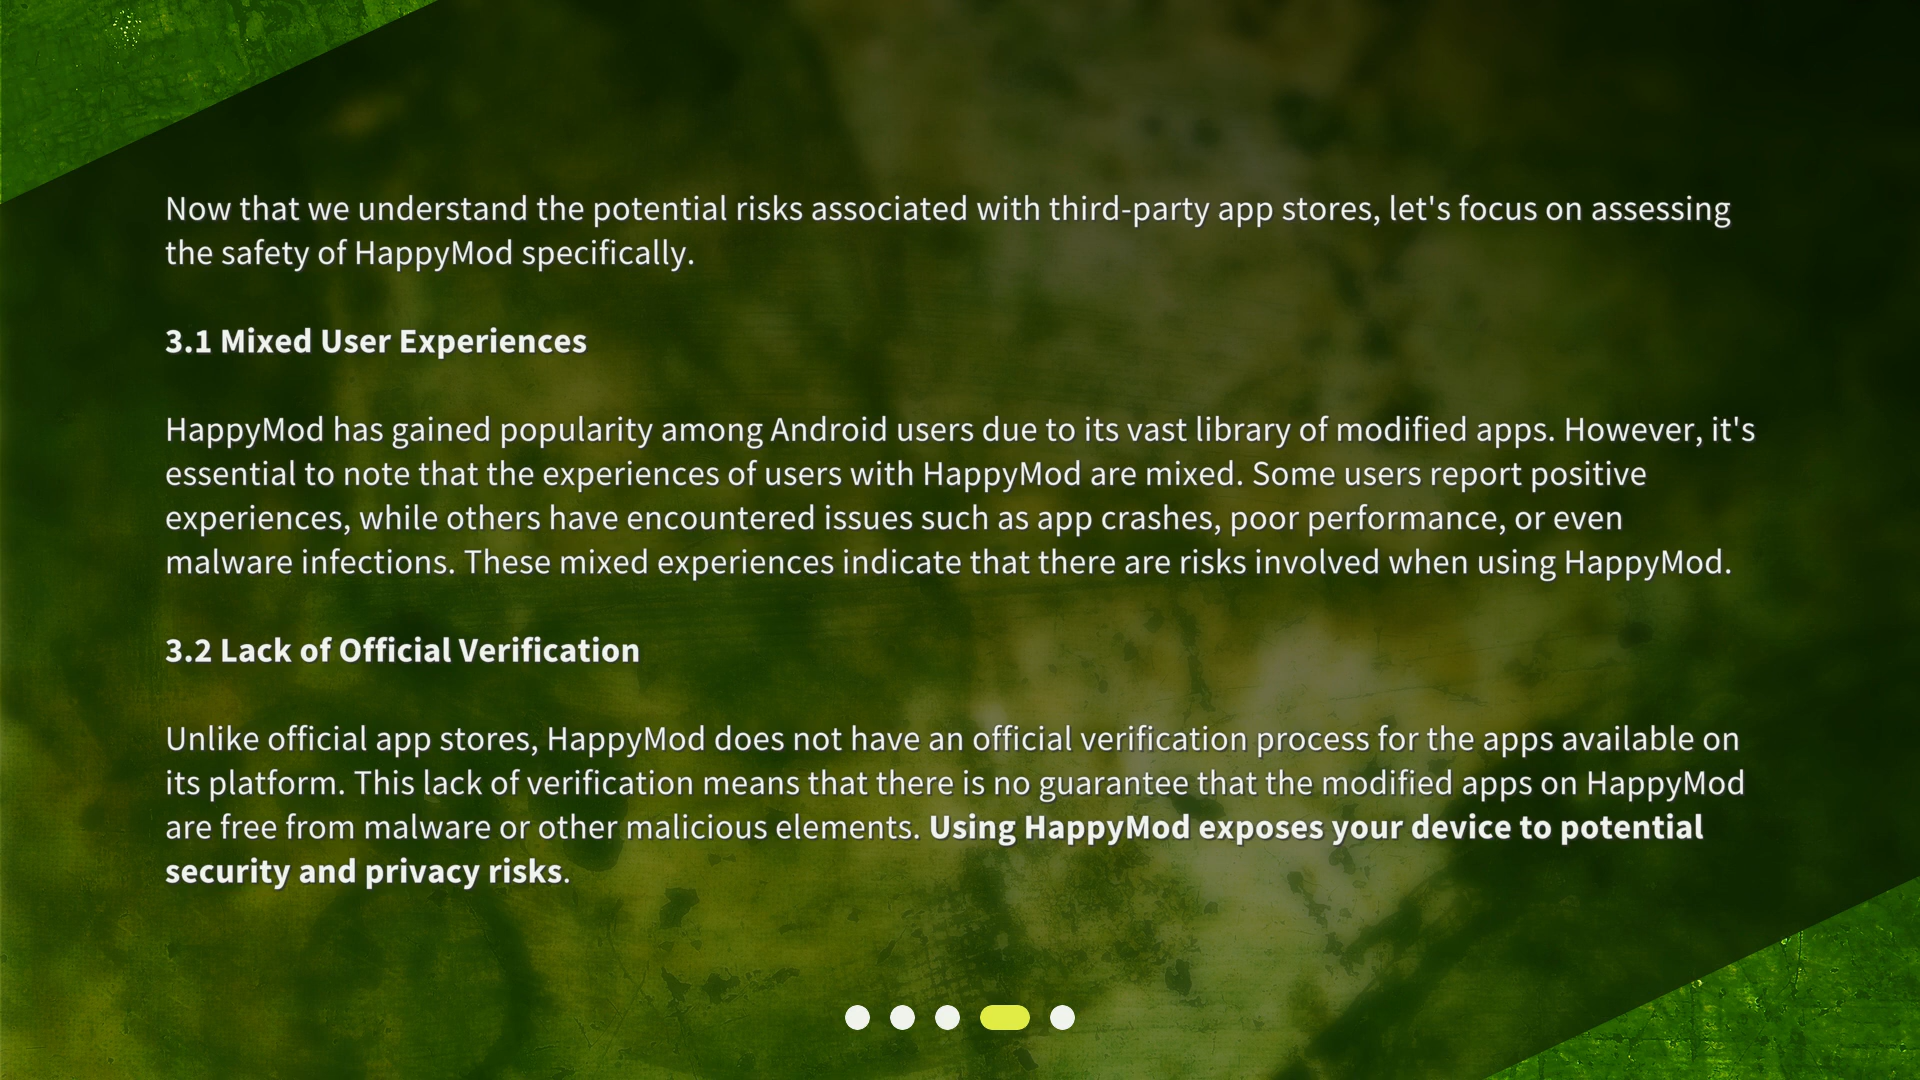 Now that we understand the potential risks associated with third-party app stores, let's focus on assessing
the safety of HappyMod specifically.
3.1 Mixed User Experiences
HappyMod has gained popularity among Android users due to its vast library of modified apps. However, it's
essential to note that the experiences of users with HappyMod are mixed. Some users report positive
experiences, while others have encountered issues such as app crashes, poor performance, or even
malware infections. These mixed experiences indicate that there are risks involved when using HappyMod.
3.2 Lack of Official Verification
Unlike official app stores, HappyMod does not have an official verification process for the apps available on
its platform. This lack of verification means that there is no guarantee that the modified apps on HappyMod
are free from malware or other malicious elements. Using HappyMod exposes your device to potential
security and privacy risks.